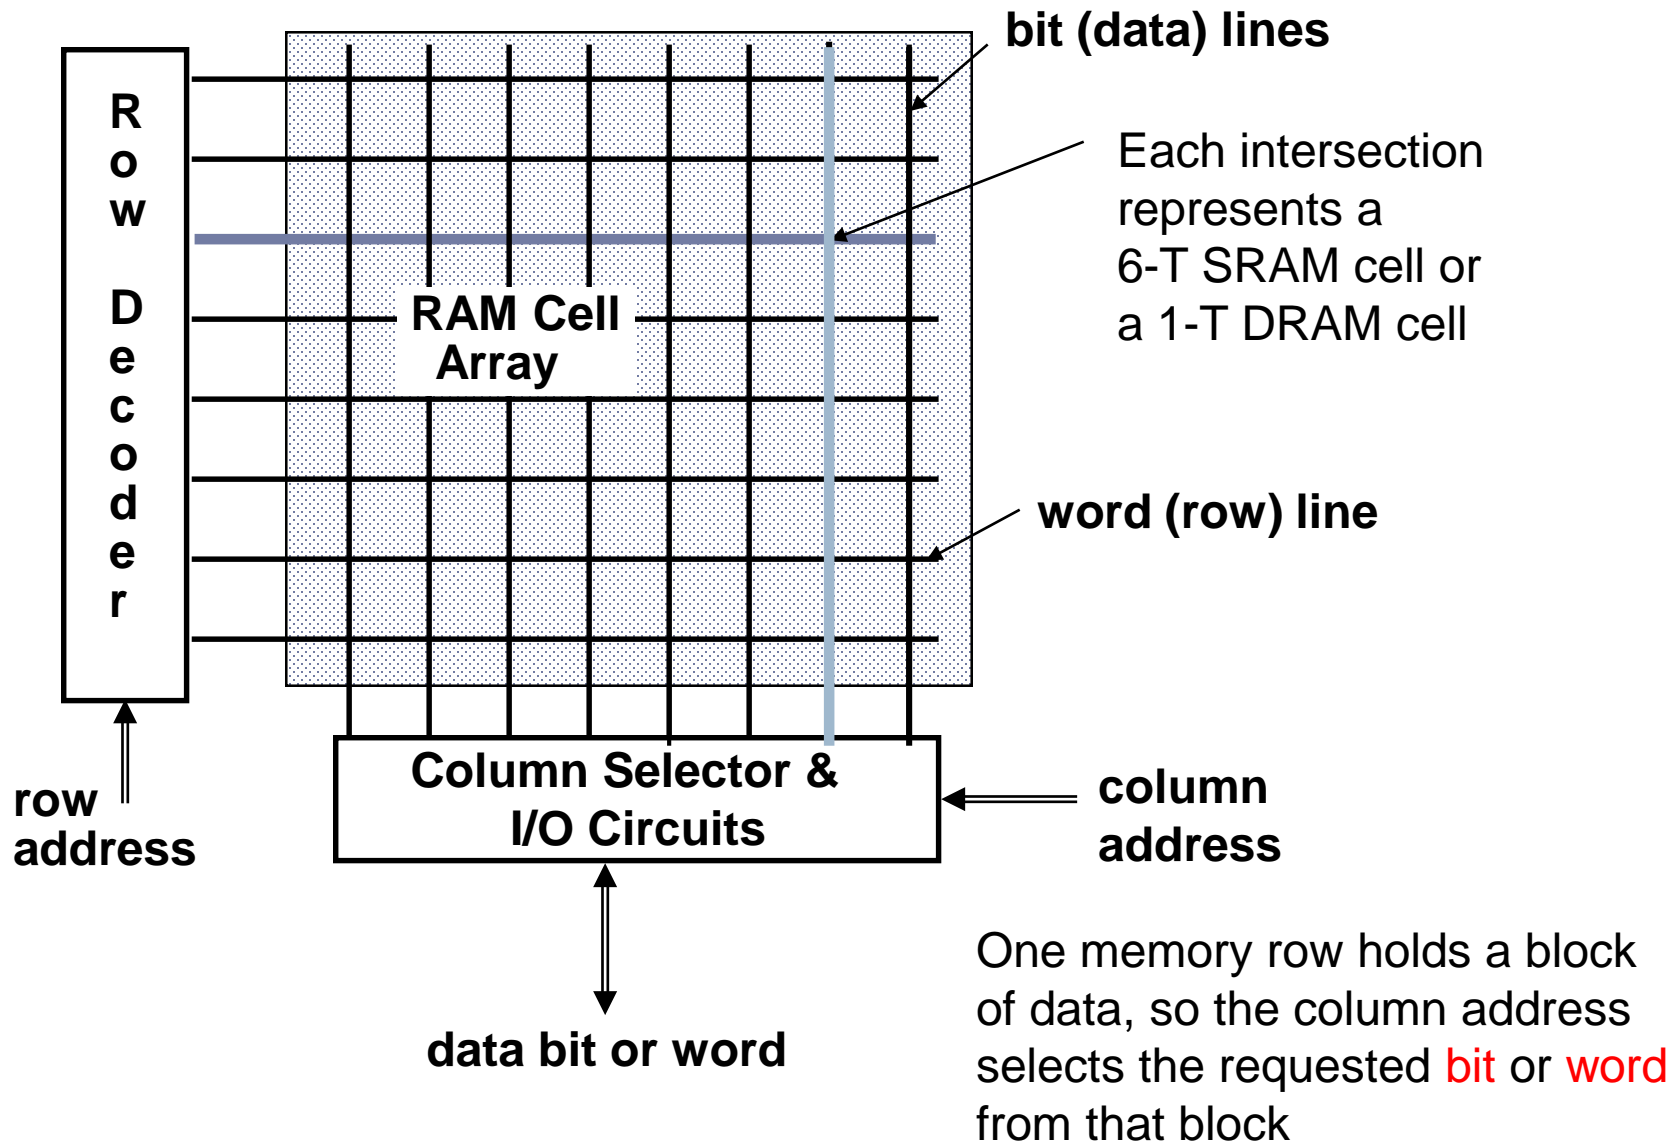 bit (data) lines
Row Decoder
Each intersection
represents a
6-T SRAM cell or
a 1-T DRAM cell
RAM Cell
Array
word (row) line
Column Selector &
I/O Circuits
row
address
column
address
data bit or word
One memory row holds a block
of data, so the column address
selects the requested bit or word
from that block